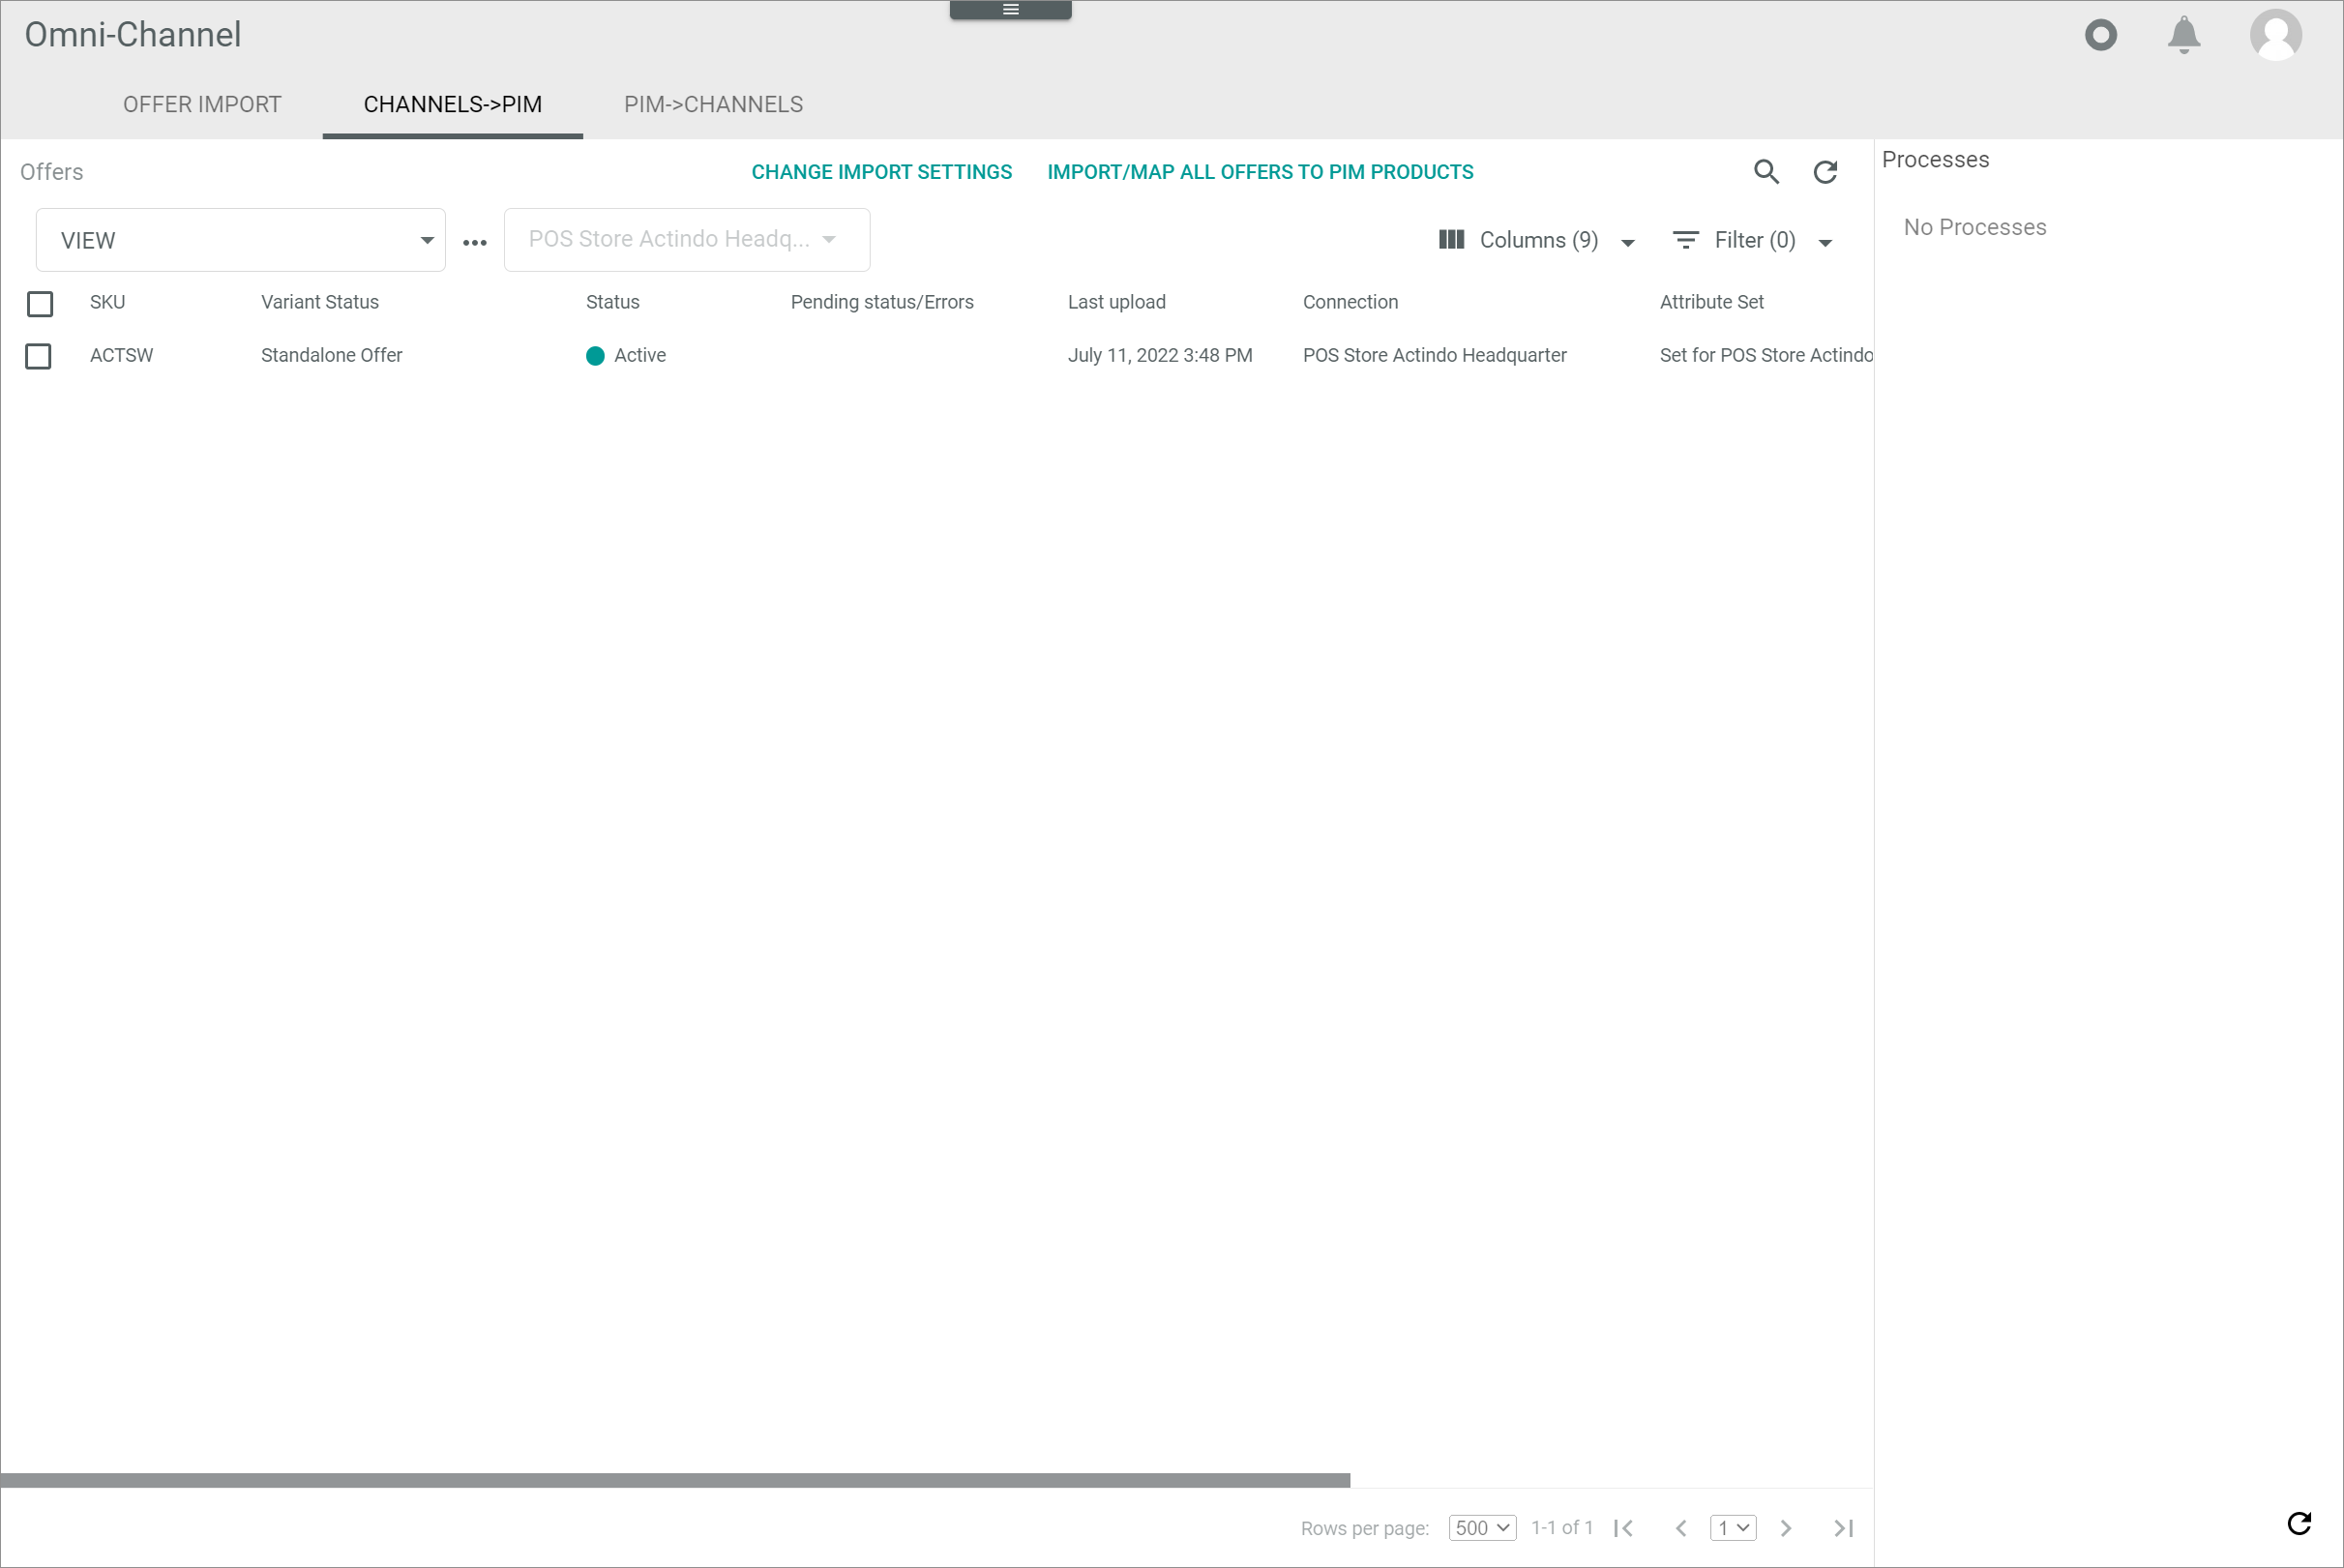 Omni-Channel
OFFER IMPORT CHANNELS->PIM PIM->CHANNELS
Offers CHANGE IMPORT SETTINGS IMPORT/MAP ALL OFFERS TO PIM PRODUCTS
Processes
VIEW POS Store Actindo Headq... Columns (9) Filter (0)
No Processes
SKU Variant Status Status Pending status/Errors Last upload Connection Attribute Set
ACTSW Standalone Offer Active July 11, 2022 3:48 PM POS Store Actindo Headquarter Set for POS Store Actindo
Rows per page: 500 1-1 of 1 1